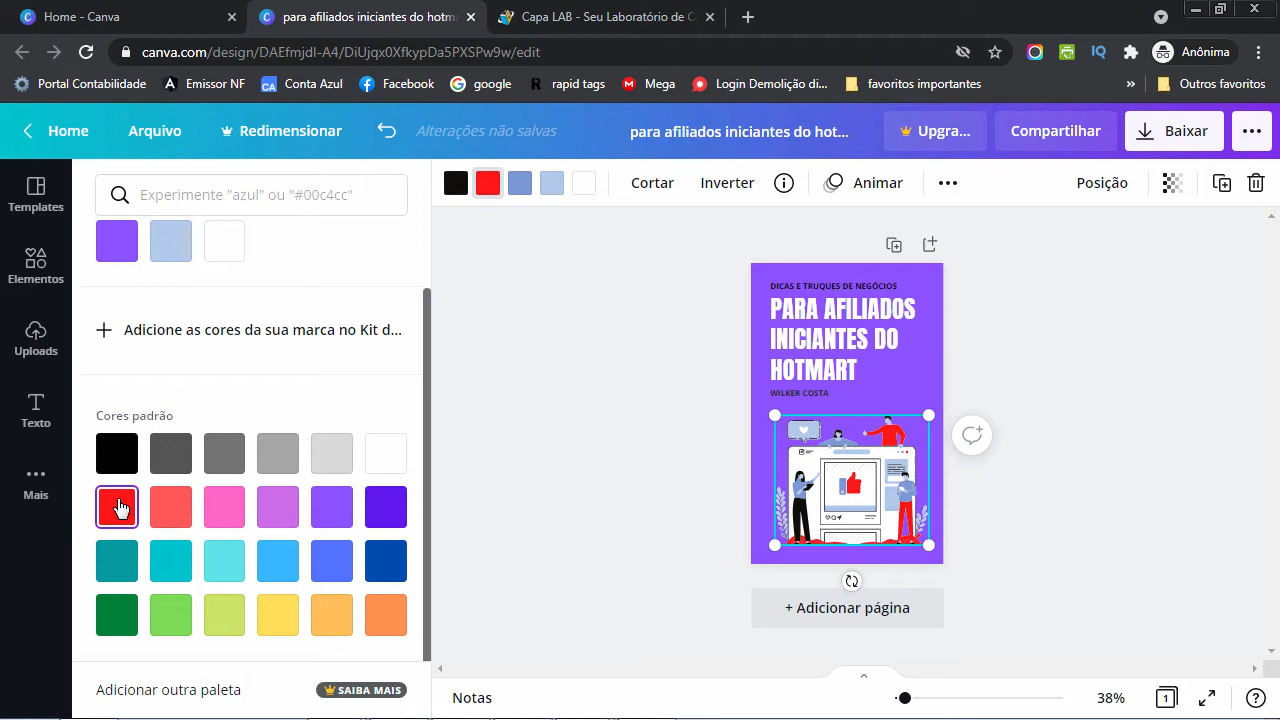 Home - Canva
para afiliados iniciantes do hotm
Capa LAB - Seu Laboratório de C
canva.com/design/DAEfmjdI-A4/DiUjqx0XfkypDa5PXSPw9w/edit
Anônima
Portal Contabilidade
Emissor NF
CA
Conta Azul
Facebook
google
R
rapid tags
Mega
Login Demolição di...
favoritos importantes
Outros favoritos
IQ
Home
Arquivo
Redimensionar
Alterações não salvas
para afiliados iniciantes do hot...
Upgra...
Compartilhar
Baixar
Templates
Elementos
Uploads
Texto
Mais
Experimente "azul" ou "#00c4cc"
Adicione as cores da sua marca no Kit d...
Cores padrão
Adicionar outra paleta
SAIBA MAIS
Cortar
Inverter
Animar
Posição
DICAS E TRUQUES DE NEGÓCIOS
PARA AFILIADOS
INICIANTES DO
HOTMART
WILKER COSTA
+ Adicionar página
Notas
38%
1